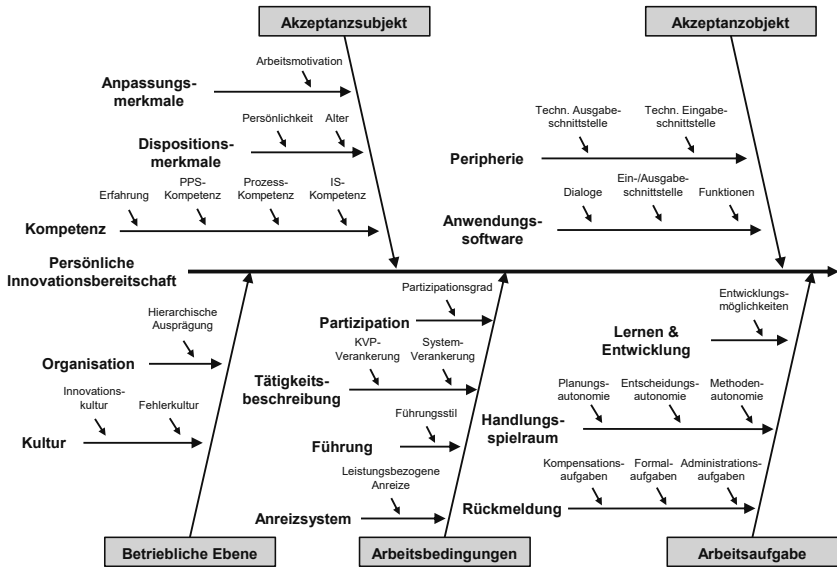 Akzeptanzsubjekt
Akzeptanzobjekt
Arbeitsmotivation
Anpassungs-
merkmale
Persönlichkeit
Alter
Dispositions-
merkmale
Erfahrung
PPS-
Kompetenz
Prozess-
Kompetenz
IS-
Kompetenz
Kompetenz
Techn. Ausgabe-
schnittstelle
Techn. Eingabe-
schnittstelle
Peripherie
Dialoge
Ein-/Ausgabe-
schnittstelle
Funktionen
Anwendungs-
software
Persönliche
Innovationsbereitschaft
Hierarchische
Ausprägung
Organisation
Innovations-
kultur
Fehlerkultur
Kultur
Partizipationsgrad
Partizipation
KVP-
Verankerung
System-
Verankerung
Tätigkeits-
beschreibung
Führungsstil
Führung
Leistungsbezogene
Anreize
Anreizsystem
Entwicklungs-
möglichkeiten
Lernen &
Entwicklung
Planungs-
autonomie
Entscheidungs-
autonomie
Methoden-
autonomie
Handlungs-
spielraum
Kompensations-
aufgaben
Formal-
aufgaben
Administrations-
aufgaben
Rückmeldung
Betriebliche Ebene
Arbeitsbedingungen
Arbeitsaufgabe